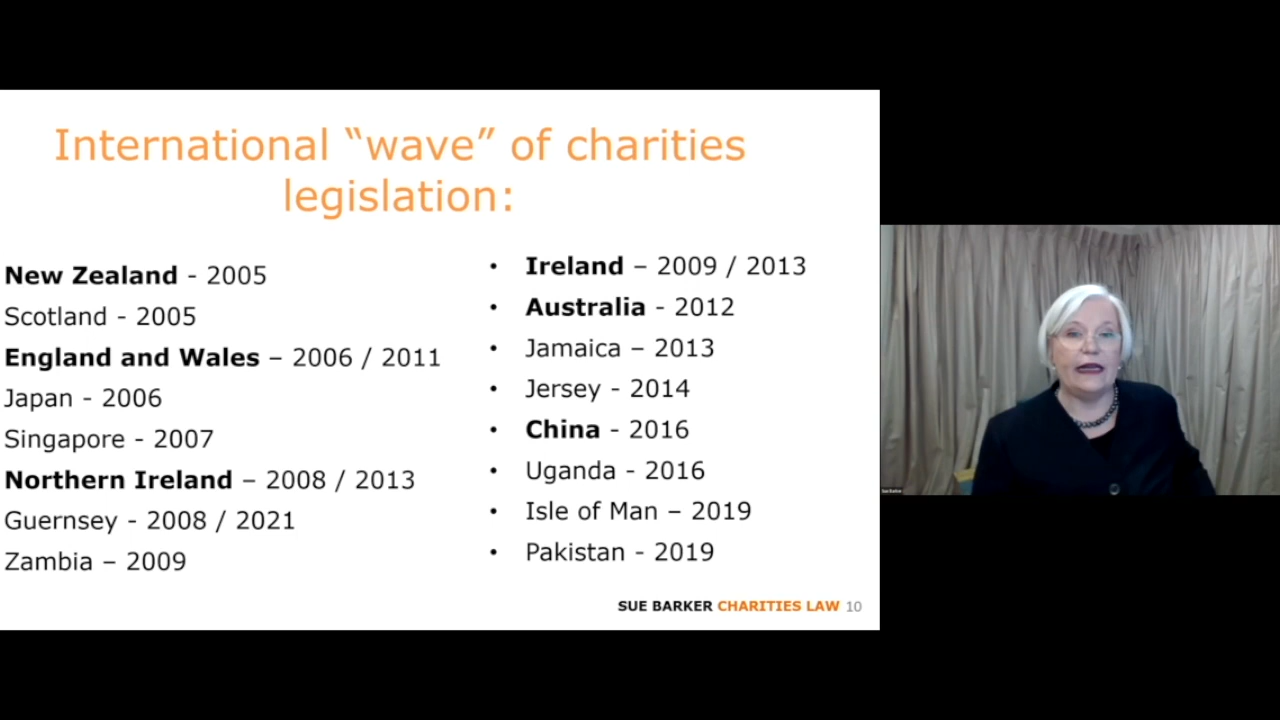 International “wave” of charities
legislation:
New Zealand - 2005
Scotland - 2005
England and Wales – 2006 / 2011
Japan - 2006
Singapore - 2007
Northern Ireland – 2008 / 2013
Guernsey - 2008 / 2021
Zambia – 2009
• Ireland – 2009 / 2013
• Australia - 2012
• Jamaica – 2013
• Jersey - 2014
• China - 2016
• Uganda - 2016
• Isle of Man – 2019
• Pakistan - 2019
SUE BARKER CHARITIES LAW 10
Sue Barker